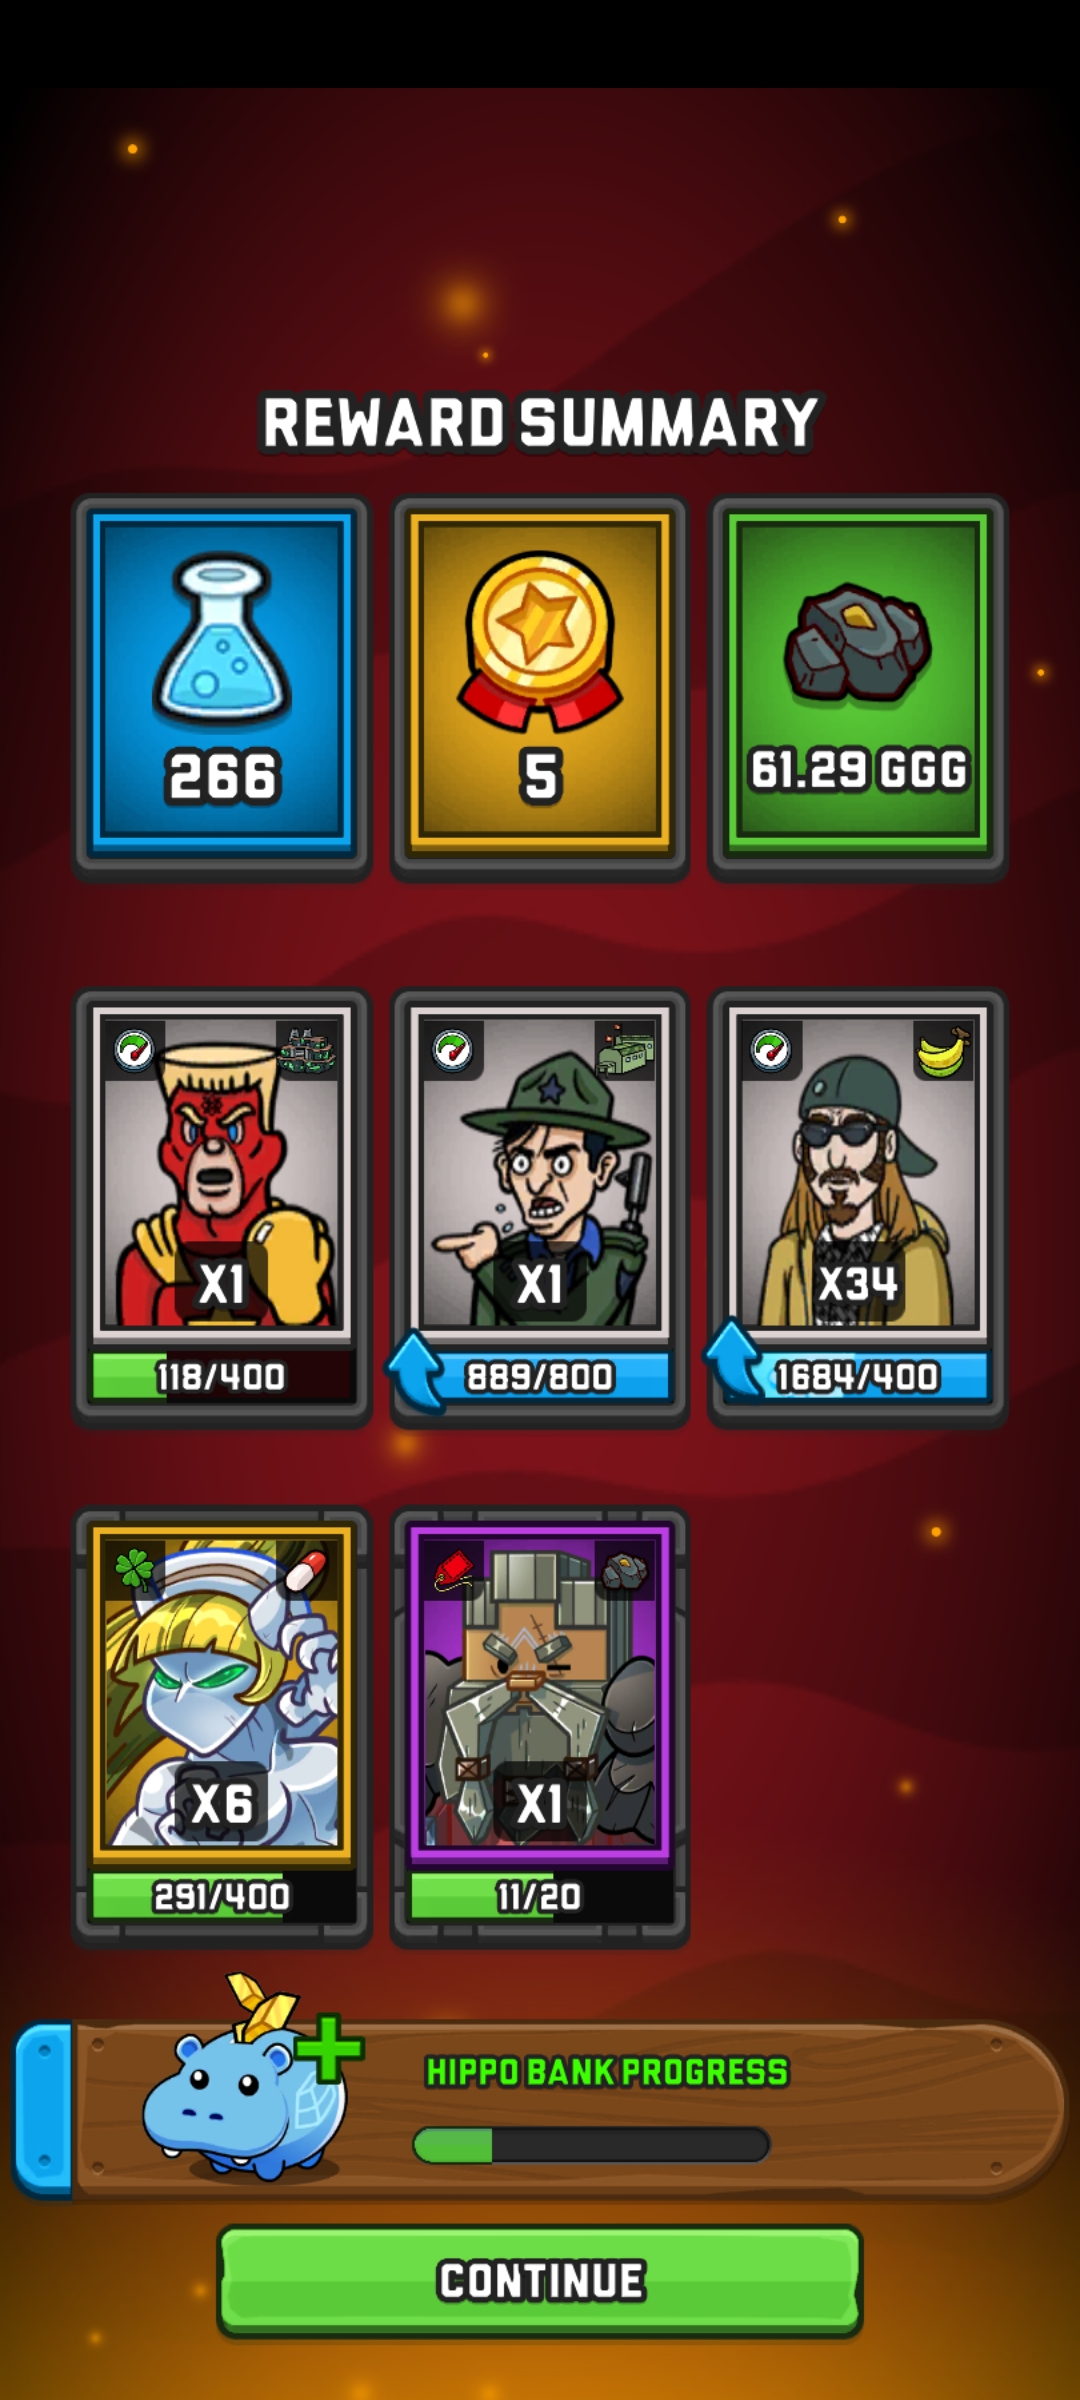 REWARD SUMMARY
266
5
61.29 GGG
X1
X1
X34
118/400
889/800
1684/400
X6
X1
291/400
11/20
HIPPO BANK PROGRESS
CONTINUE